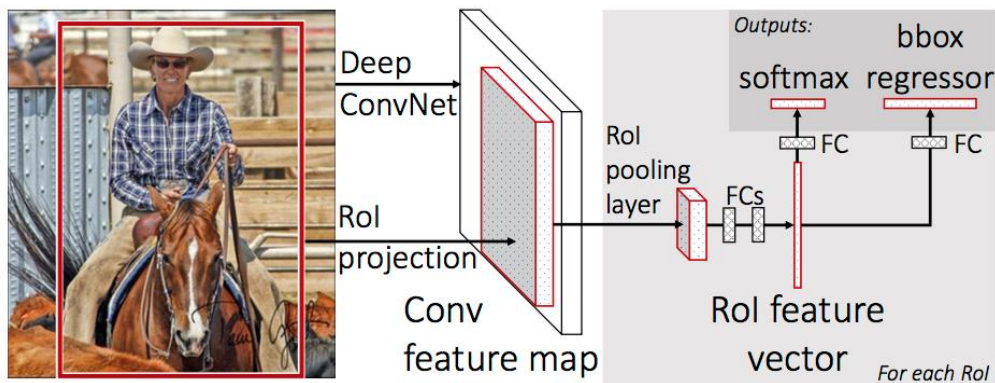 Deep
ConvNet
RoI
projection
Conv
feature map
RoI
pooling
layer
FCs
RoI feature
vector
For each RoI
Outputs:
softmax
bbox
regressor
FC
FC